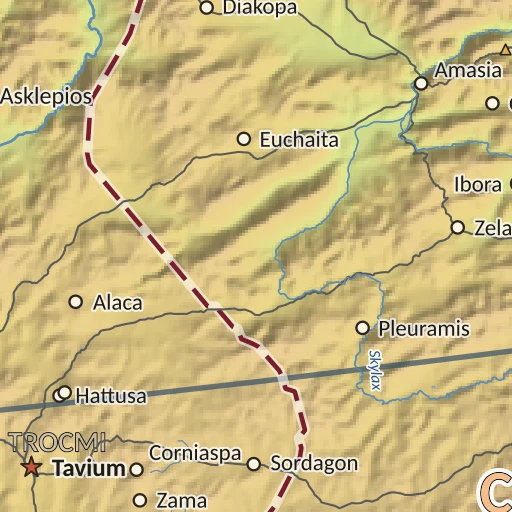 Diakopa
Amasia
Asklepios
Euchaita
Ibora
Zela
Alaca
Pleuramis
Skylax
Hattusa
TROCMI
Corniaspa
Tavium
Sordagon
Zama